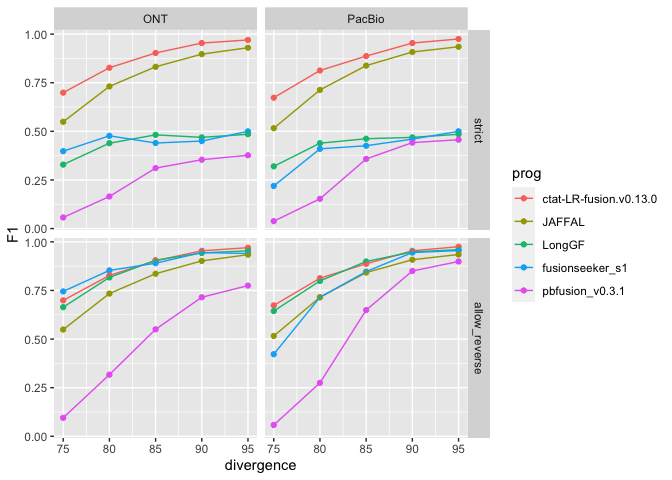 ONT
PacBio
1.00
0.75
0.50
0.25
0.00
strict
1.00
0.75
0.50
0.25
0.00
allow_reverse
F1
75 80 85 90 95
75 80 85 90 95
divergence
prog
ctat-LR-fusion.v0.13.0
JAFFAL
LongGF
fusionseeker_s1
pbfusion_v0.3.1